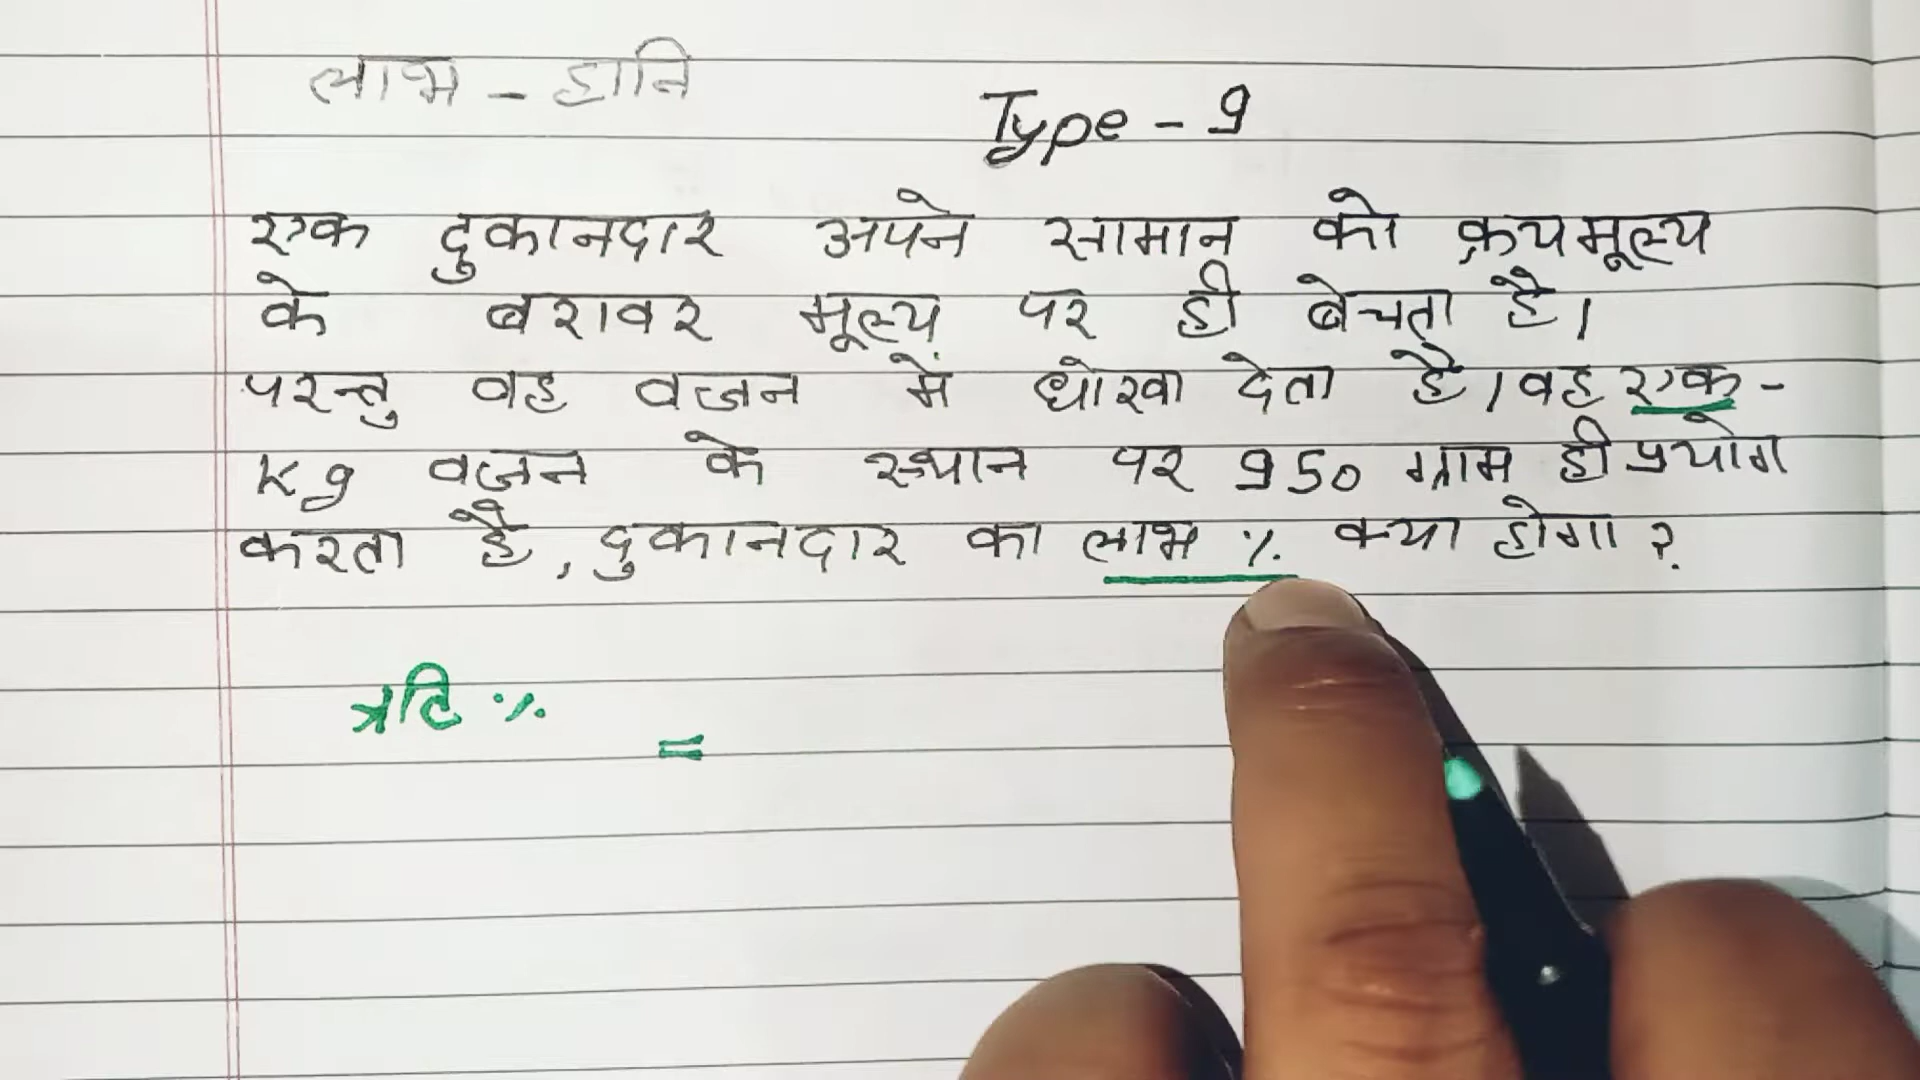 लाभ - हानि
Type - 9
एक दुकानदार अपने सामान को क्रयमूल्य
के बराबर मूल्य पर ही बेचता है।
परन्तु वह वजन में धोखा देता है। वह एक-
kg वजन के स्थान पर 950 ग्राम ही प्रयोग
करता है, दुकानदार का लाभ % क्या होगा ?
त्रुटि % =